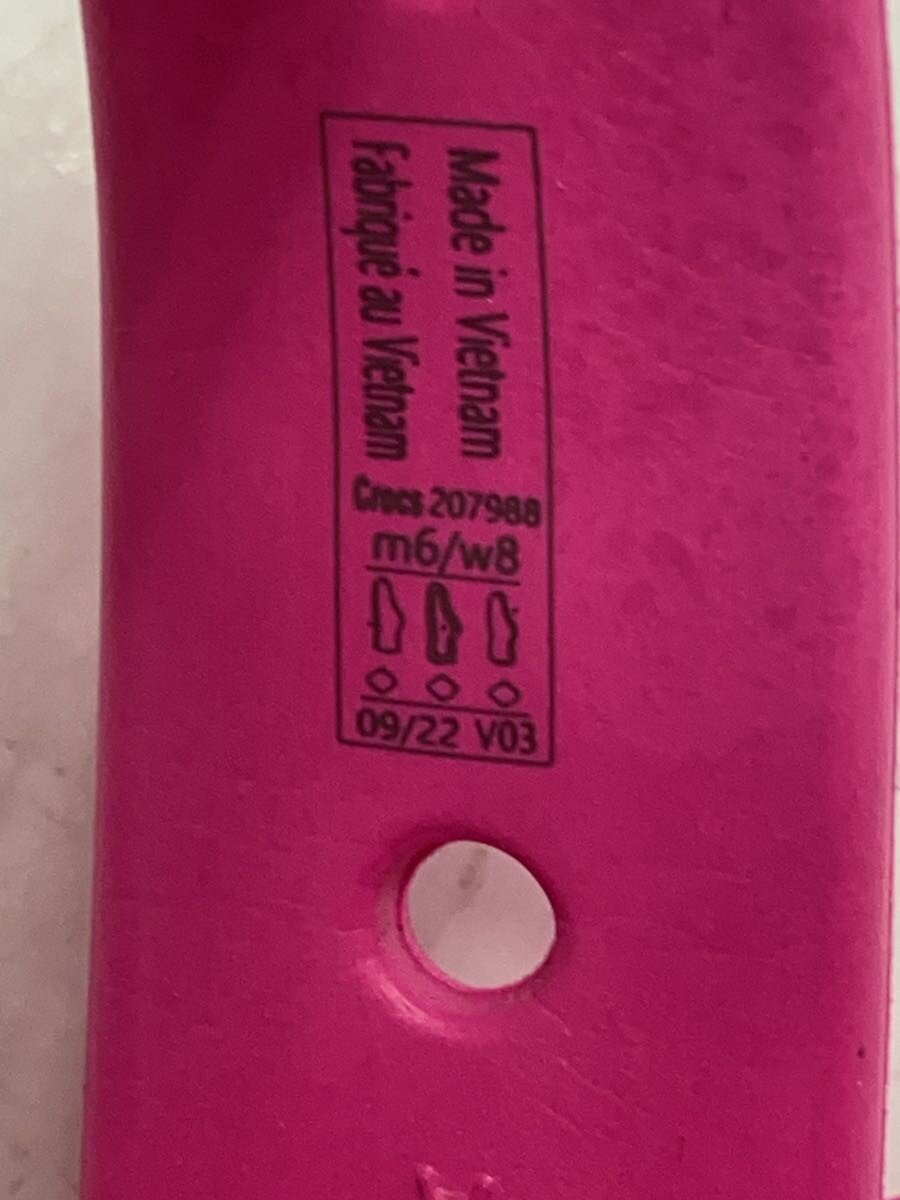 Made in Vietnam
Fabriqué au Vietnam
Crocs 207988
m6/w8
09/22 V03